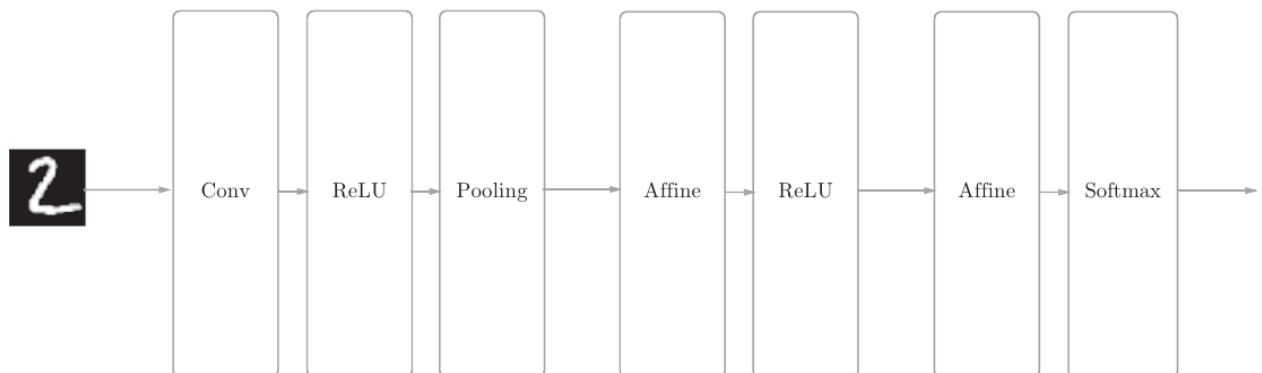 2
Conv
ReLU
Pooling
Affine
ReLU
Affine
Softmax